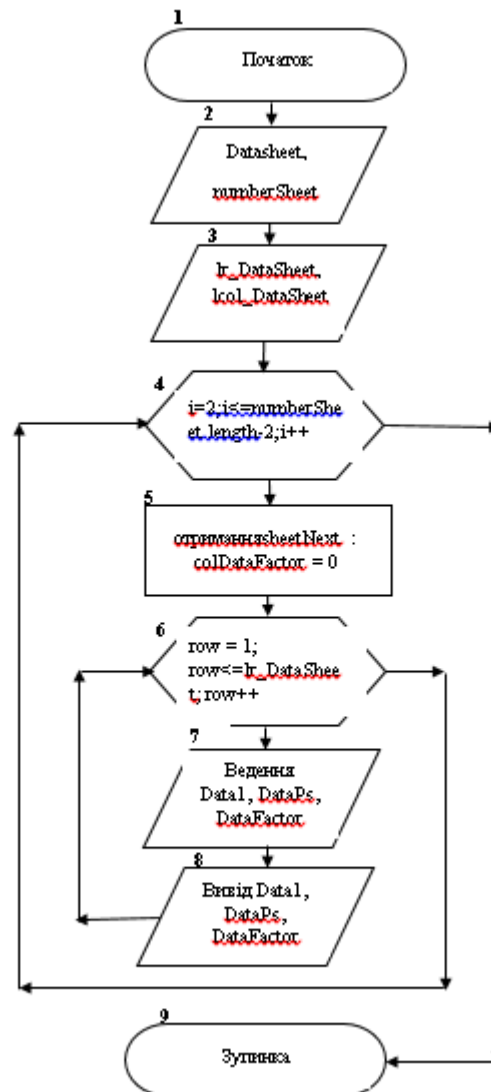 1
Початок
2
Datasheet,
numberSheet
3
lr_DataSheet,
lcol_DataSheet
4
i=2;i<=numberShe
et.length-2;i++
5
отриманняsheetNext :
colDataFactor = 0
6
row = 1;
row<=lr_DataShee
t; row++
7
Ведення
Data1, DataPs,
DataFactor
8
Вивід Data1,
DataPs,
DataFactor
9
Зупинка